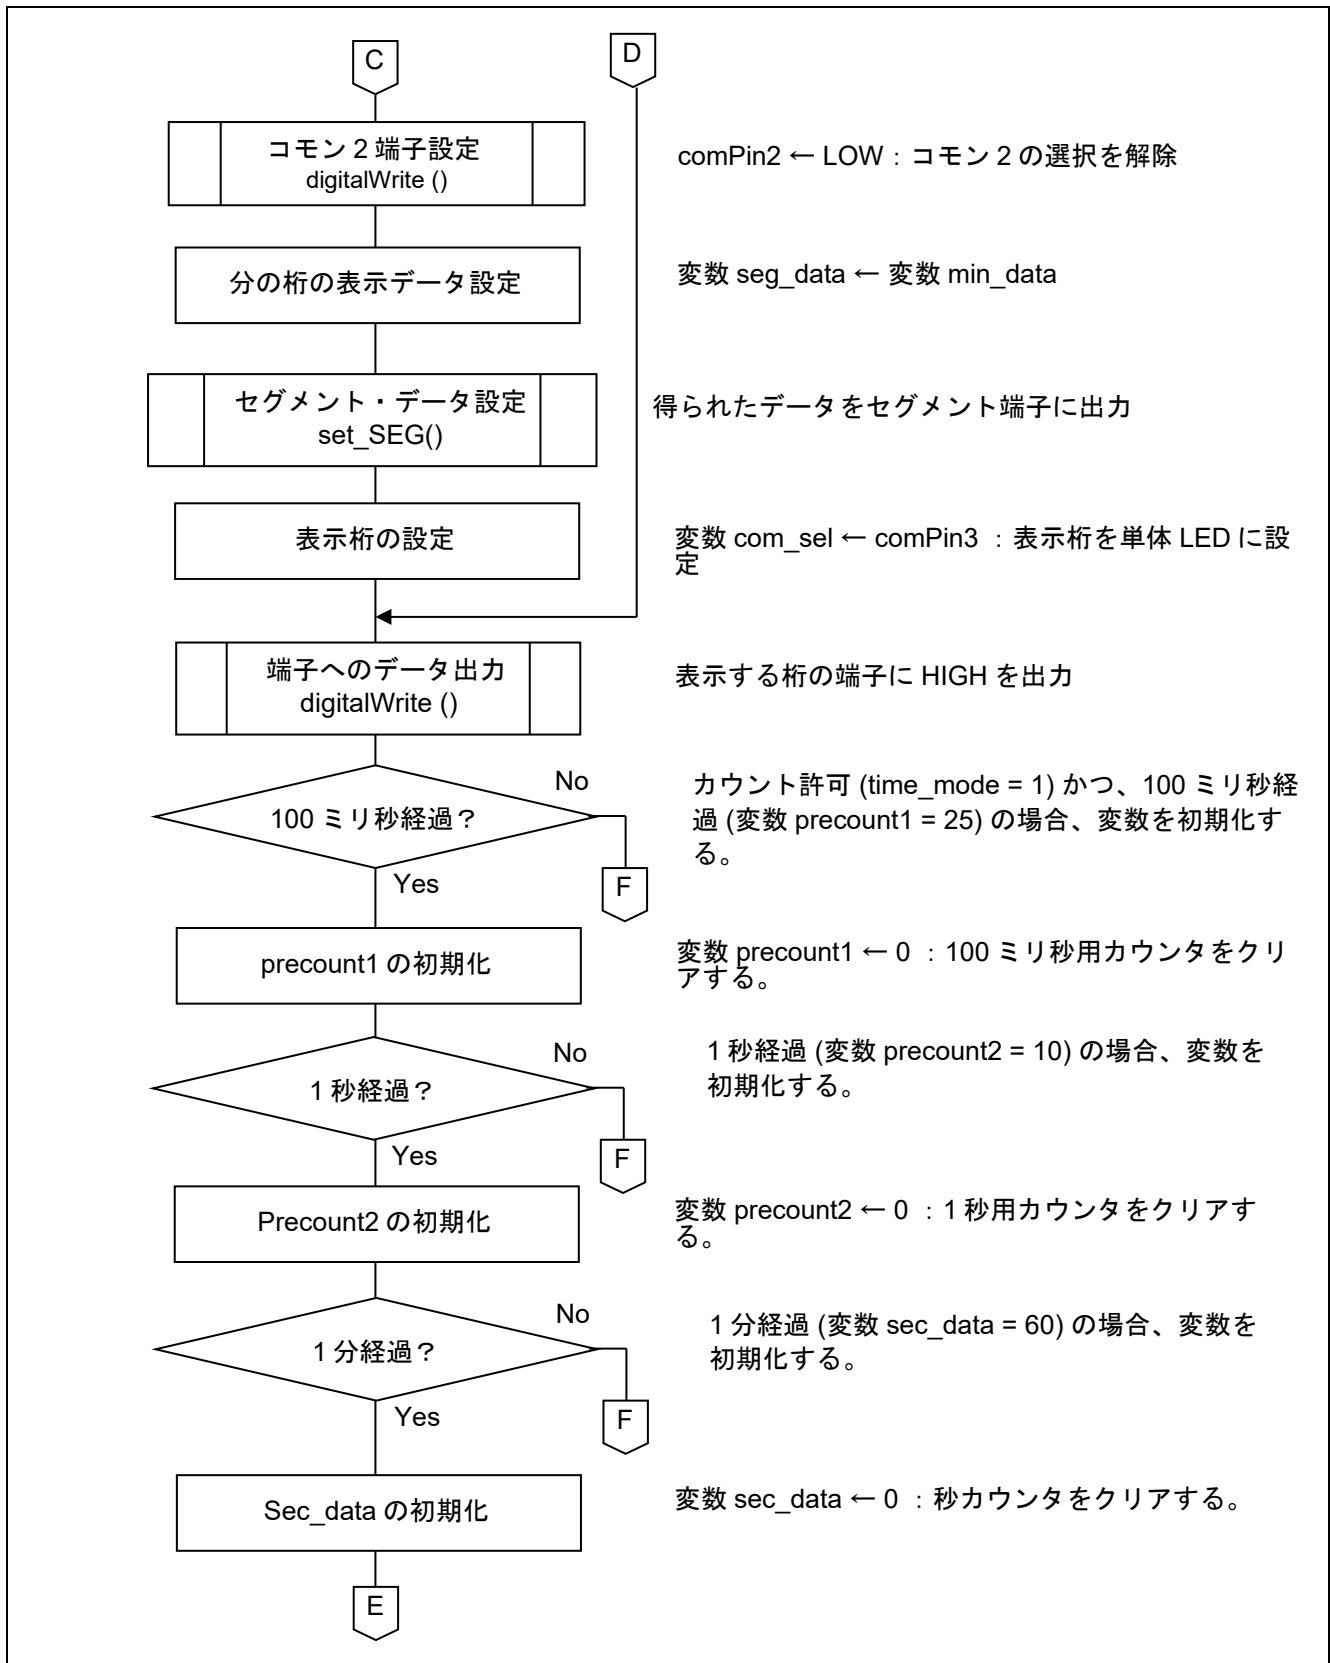 C
D
コモン 2 端子設定
digitalWrite ()
comPin2 ← LOW：コモン 2 の選択を解除
分の桁の表示データ設定
変数 seg_data ← 変数 min_data
セグメント・データ設定
set_SEG()
得られたデータをセグメント端子に出力
表示桁の設定
変数 com_sel ← comPin3 ：表示桁を単体 LED に設
定
端子へのデータ出力
digitalWrite ()
表示する桁の端子に HIGH を出力
100 ミリ秒経過？
No
Yes
F
カウント許可 (time_mode = 1) かつ、100 ミリ秒経
過 (変数 precount1 = 25) の場合、変数を初期化す
る。
precount1 の初期化
変数 precount1 ← 0 ：100 ミリ秒用カウンタをクリ
アする。
1 秒経過？
No
Yes
F
1 秒経過 (変数 precount2 = 10) の場合、変数を
初期化する。
Precount2 の初期化
変数 precount2 ← 0 ：1 秒用カウンタをクリアす
る。
1 分経過？
No
Yes
F
1 分経過 (変数 sec_data = 60) の場合、変数を
初期化する。
Sec_data の初期化
変数 sec_data ← 0 ：秒カウンタをクリアする。
E